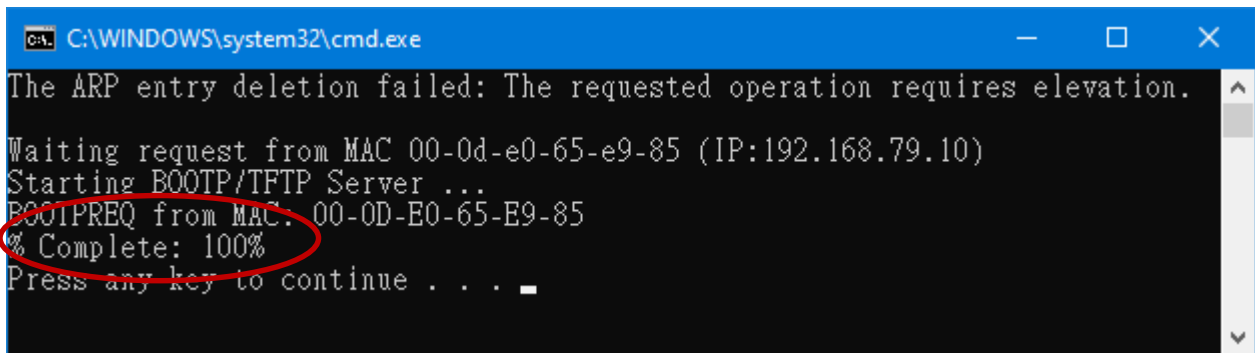 C:\WINDOWS\system32\cmd.exe
The ARP entry deletion failed: The requested operation requires elevation.
Waiting request from MAC 00-0d-e0-65-e9-85 (IP:192.168.79.10)
Starting BOOTP/TFTP Server ...
BOOTPREQ from MAC: 00-0D-E0-65-E9-85
% Complete: 100%
Press any key to continue . . .